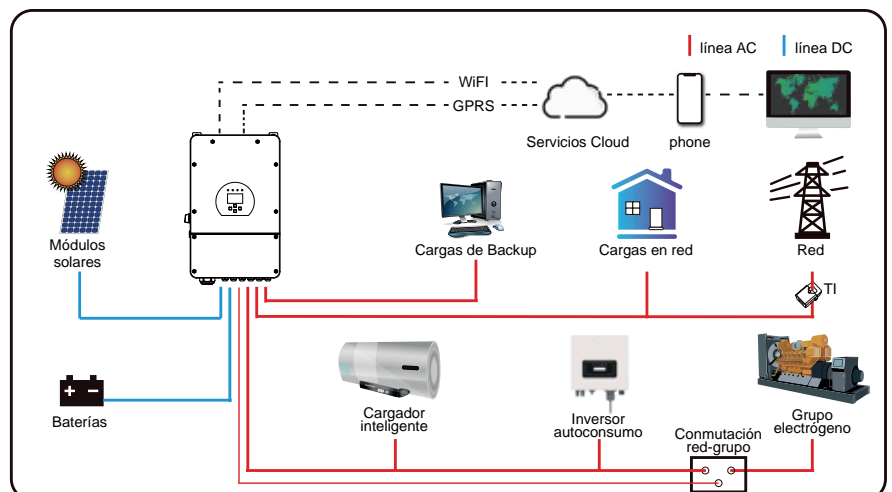 línea AC
línea DC
WiFI
GPRS
Servicios Cloud
phone
Módulos
solares
Cargas de Backup
Cargas en red
Red
TI
Baterías
Cargador
inteligente
Inversor
autoconsumo
Grupo
electrógeno
Conmutación
red-grupo